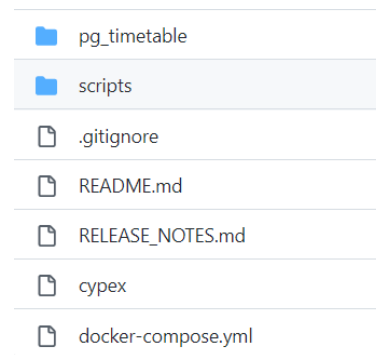 pg_timetable
scripts
.gitignore
README.md
RELEASE_NOTES.md
cypex
docker-compose.yml